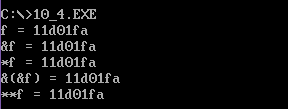 C:\>10_4.EXE
f = 11d01fa
&f = 11d01fa
*f = 11d01fa
&(&f) = 11d01fa
**f = 11d01fa